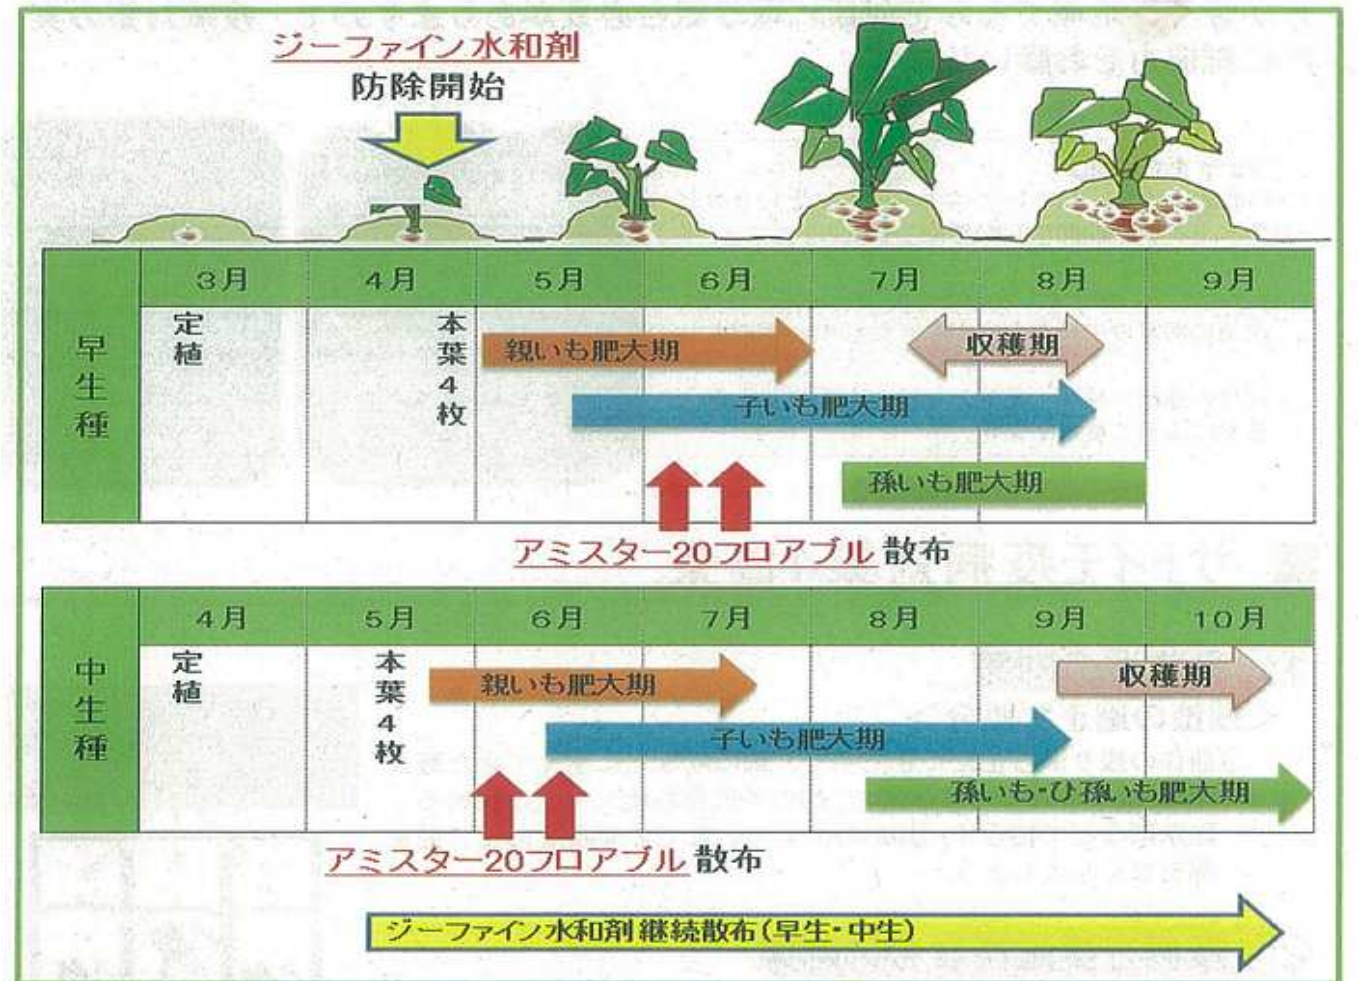 ジーファイン水和剤
防除開始
3月 4月 5月 6月 7月 8月 9月
早生種
定植
本葉4枚
親いも肥大期
収穫期
子いも肥大期
孫いも肥大期
アミスター20フロアブル 散布
4月 5月 6月 7月 8月 9月 10月
中生種
定植
本葉4枚
親いも肥大期
収穫期
子いも肥大期
孫いも・ひ孫いも肥大期
アミスター20フロアブル 散布
ジーファイン水和剤 継続散布(早生・中生)